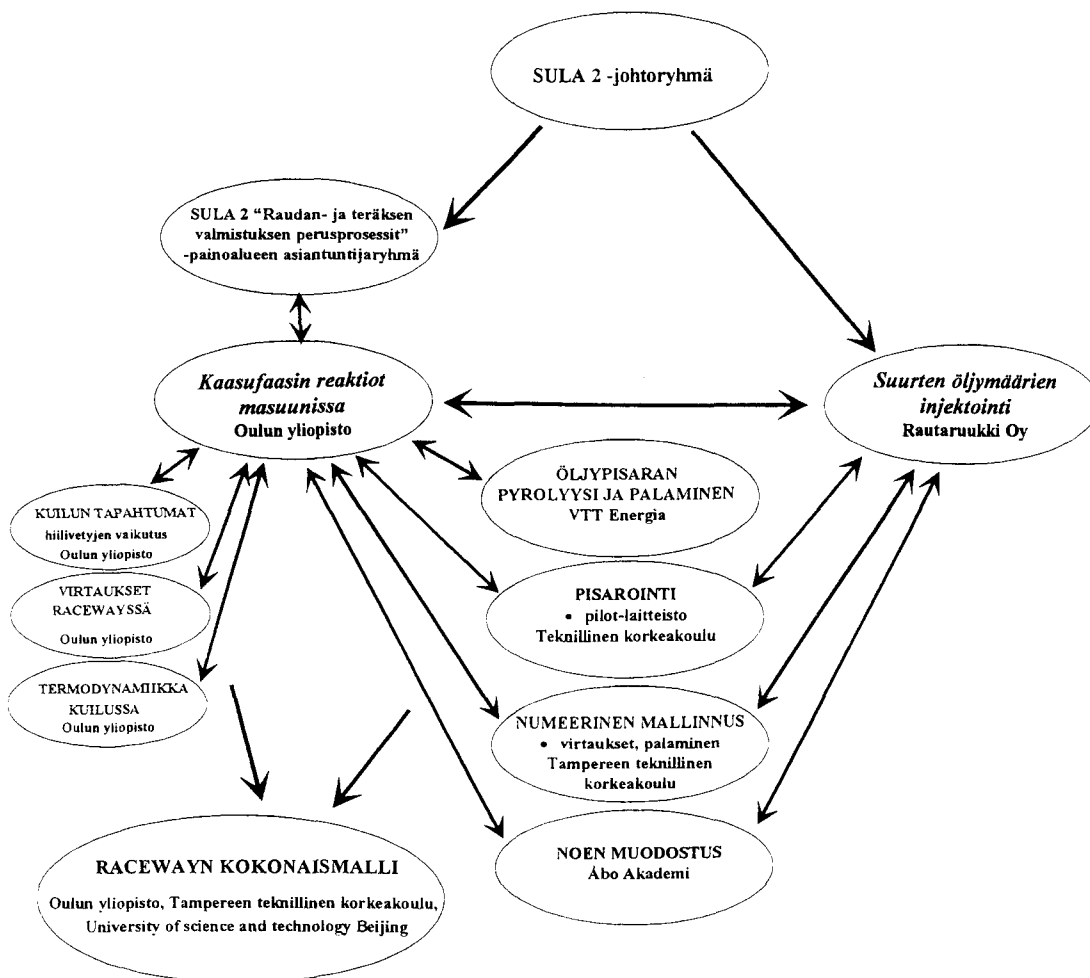 SULA 2 -johtoryhmä
SULA 2 “Raudan- ja teräksen
valmistuksen perusprosessit”
-painoalueen asiantuntijaryhmä
Kaasufaasin reaktiot
masuunissa
Oulun yliopisto
Suurten öljymäärien
injektointi
Rautaruukki Oy
KUILUN TAPAHTUMAT
hiilivetyjen vaikutus
Oulun yliopisto
VIRTAUKSET
RACEWAYSSÄ
Oulun yliopisto
TERMODYNAMIIKKA
KUILUSSA
Oulun yliopisto
ÖLJYPISARAN
PYROLYYSI JA PALAMINEN
VTT Energia
PISAROINTI
• pilot-laitteisto
Teknillinen korkeakoulu
NUMEERINEN MALLINNUS
• virtaukset, palaminen
Tampereen teknillinen
korkeakoulu
NOEN MUODOSTUS
Åbo Akademi
RACEWAYN KOKONAISMALLI
Oulun yliopisto, Tampereen teknillinen korkeakoulu,
University of science and technology Beijing